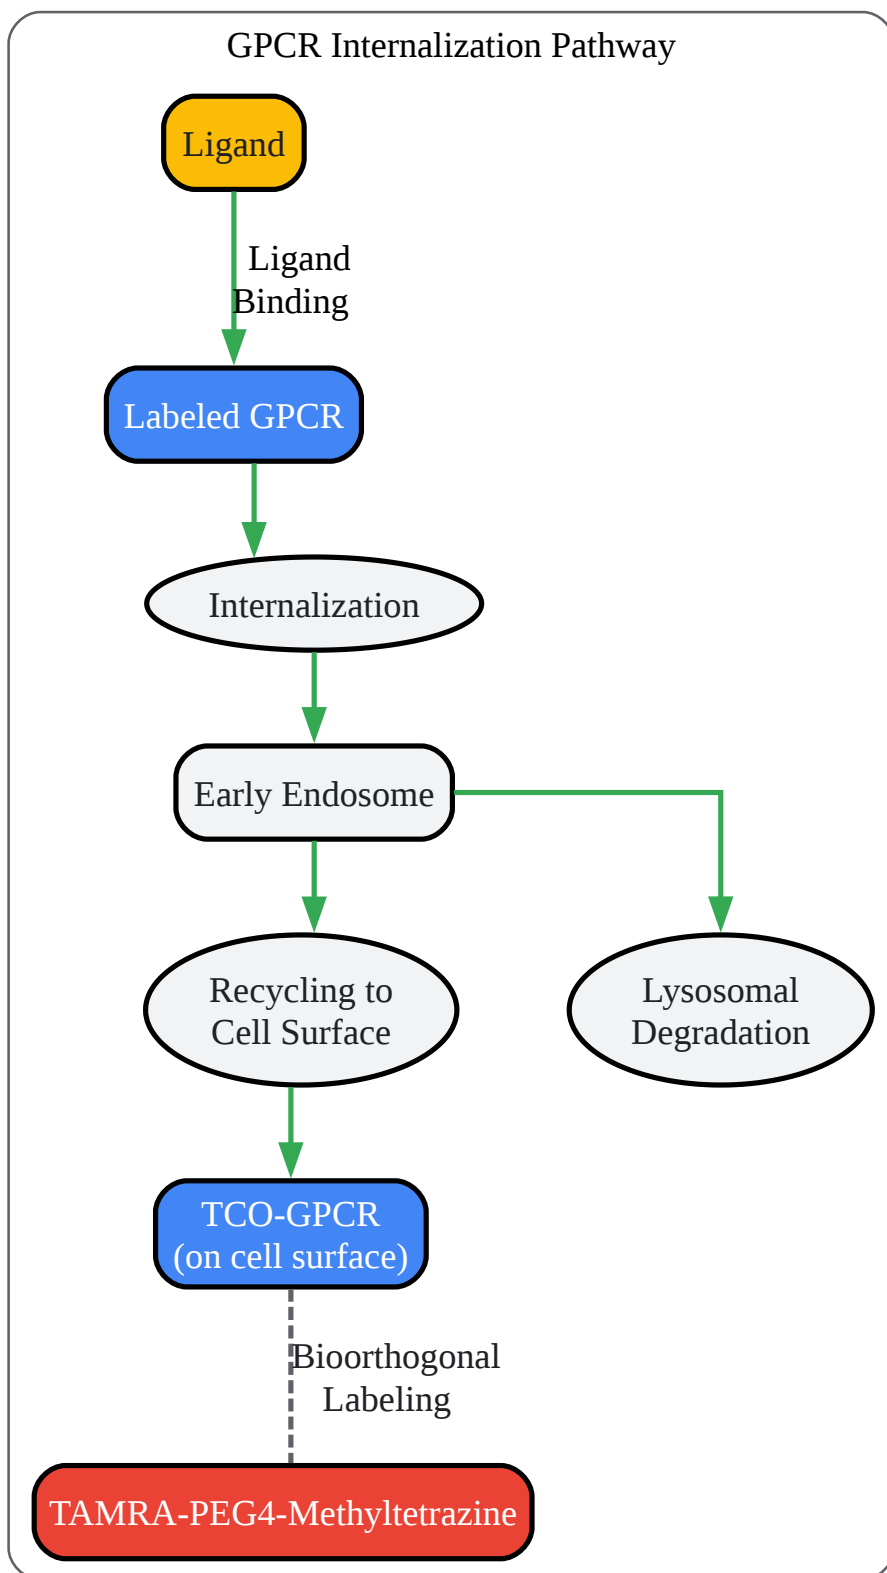 GPCR Internalization Pathway
Ligand
Ligand
Binding
Labeled GPCR
Internalization
Early Endosome
Recycling to
Cell Surface
Lysosomal
Degradation
TCO-GPCR
(on cell surface)
Bioorthogonal
Labeling
TAMRA-PEG4-Methyltetrazine